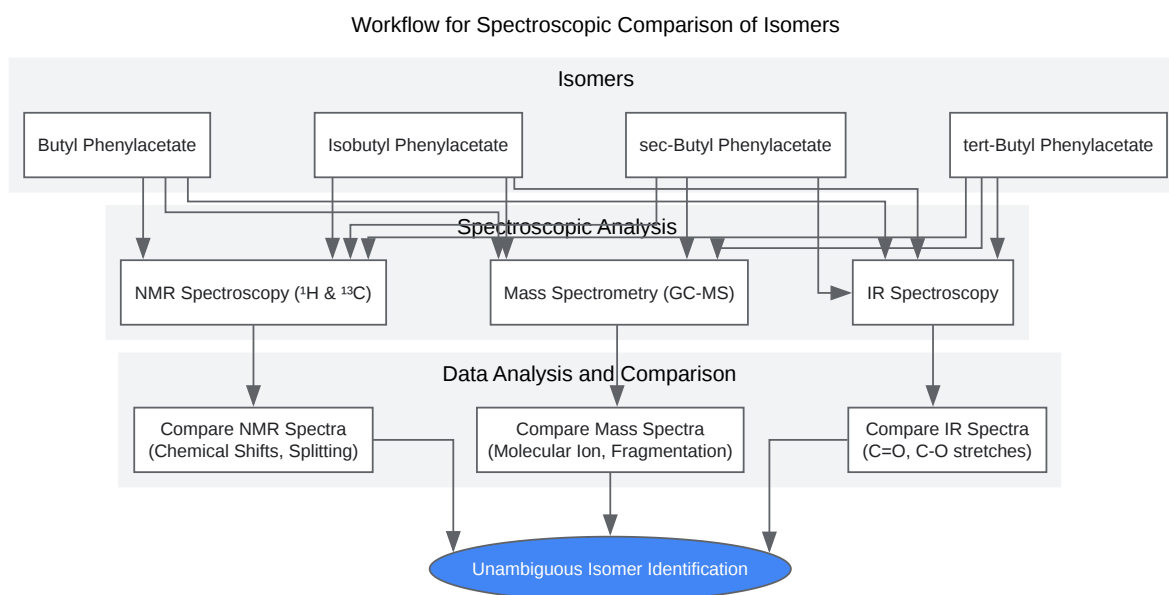 Workflow for Spectroscopic Comparison of Isomers
Isomers
Butyl Phenylacetate
Isobutyl Phenylacetate
sec-Butyl Phenylacetate
tert-Butyl Phenylacetate
Spectroscopic Analysis
NMR Spectroscopy (¹H & ¹³C)
Mass Spectrometry (GC-MS)
IR Spectroscopy
Data Analysis and Comparison
Compare NMR Spectra
(Chemical Shifts, Splitting)
Compare Mass Spectra
(Molecular Ion, Fragmentation)
Compare IR Spectra
(C=O, C-O stretches)
Unambiguous Isomer Identification